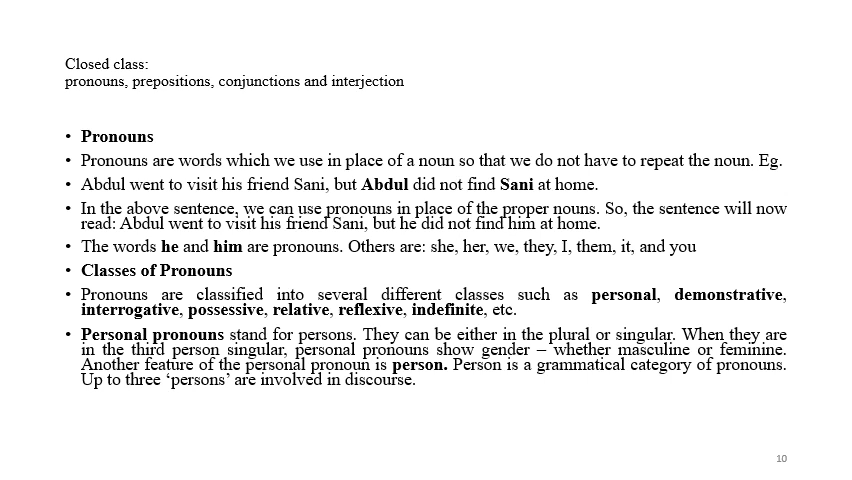 Closed class:
pronouns, prepositions, conjunctions and interjection
• Pronouns
• Pronouns are words which we use in place of a noun so that we do not have to repeat the noun. Eg.
• Abdul went to visit his friend Sani, but Abdul did not find Sani at home.
• In the above sentence, we can use pronouns in place of the proper nouns. So, the sentence will now
read: Abdul went to visit his friend Sani, but he did not find him at home.
• The words he and him are pronouns. Others are: she, her, we, they, I, them, it, and you
• Classes of Pronouns
• Pronouns are classified into several different classes such as personal, demonstrative,
interrogative, possessive, relative, reflexive, indefinite, etc.
• Personal pronouns stand for persons. They can be either in the plural or singular. When they are
in the third person singular, personal pronouns show gender – whether masculine or feminine.
Another feature of the personal pronoun is person. Person is a grammatical category of pronouns.
Up to three ‘persons’ are involved in discourse.
10